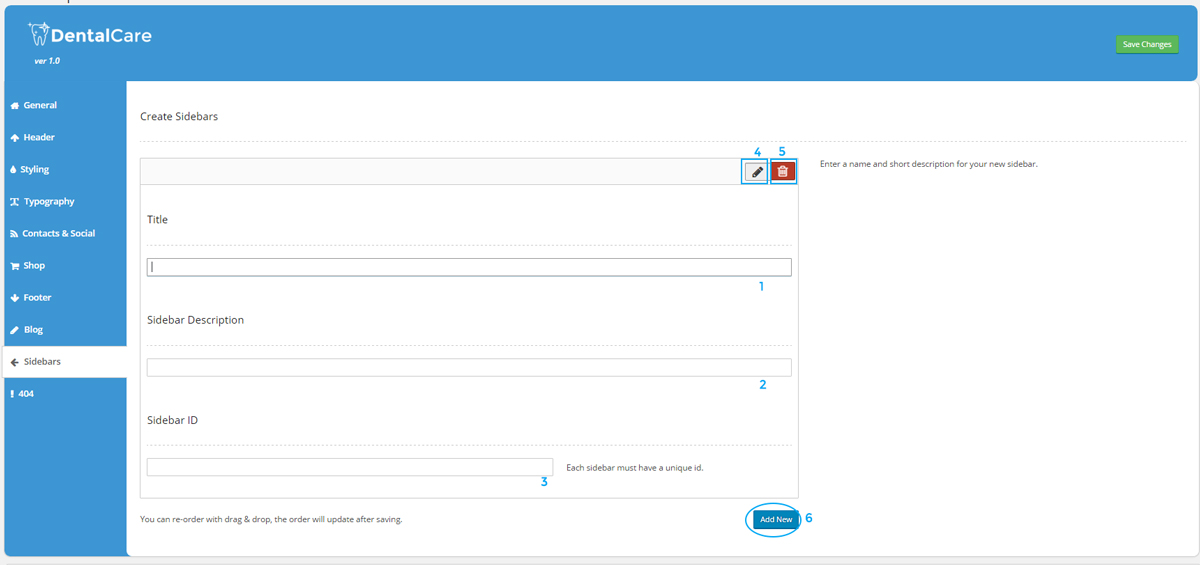 DentalCare
ver 1.0
Save Changes
General
Header
Styling
Typography
Contacts & Social
Shop
Footer
Blog
Sidebars
404
Create Sidebars
4 5
Enter a name and short description for your new sidebar.
Title
1
Sidebar Description
2
Sidebar ID
Each sidebar must have a unique id.
3
You can re-order with drag & drop, the order will update after saving.
Add New 6